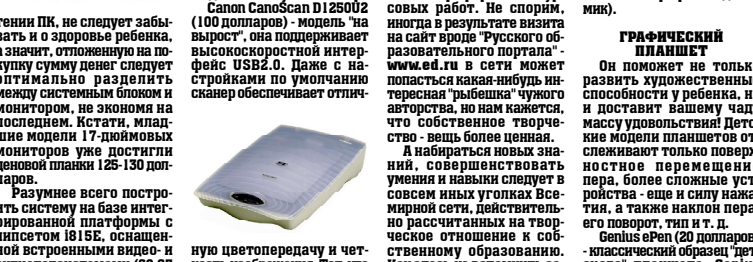 тении ПК, не следует забы-
вать и о здоровье ребенка,
а значит, отложенную на по-
купку сумму денег следует
оптимально разделить
между системным блоком и
монитором, не экономя на
последнем. Кстати, млад-
шие модели 17-дюймовых
мониторов уже достигли
ценовой планки 125-130 дол-
ларов.
Разумнее всего постро-
ить систему на базе интег-
рированной платформы с
чипсетом i815E, оснащен-
ной встроенными видео- и
Canon CanoScan D1250U2
(100 долларов) - модель "на
вырост", она поддерживает
высокоскоростной интер-
фейс USB2.0. Даже с на-
стройками по умолчанию
сканер обеспечивает отлич-
ную цветопередачу и чет-
совых работ. Не спорим,
иногда в результате визита
на сайт вроде "Русского об-
разовательного портала" -
www.ed.ru в сети может
попасться какая-нибудь ин-
тересная "рыбешка" чужого
авторства, но нам кажется,
что собственное творче-
ство - вещь более ценная.
А набираться новых зна-
ний, совершенствовать
умения и навыки следует в
совсем иных уголках Все-
мирной сети, действитель-
но рассчитанных на твор-
ческое отношение к соб-
ственному образованию.
мик).
ГРАФИЧЕСКИЙ
ПЛАНШЕТ
Он поможет не тольк
развить художественны
способности у ребенка, н
и доставит вашему чад
массу удовольствия! Детс
кие модели планшетов от
слеживают только поверх
ностное перемещени
пера, более сложные уст
ройства - еще и силу нажа
тия, а также наклон пера
его поворот, тип и т. д.
Genius ePen (20 долларов
- классический образец "дет